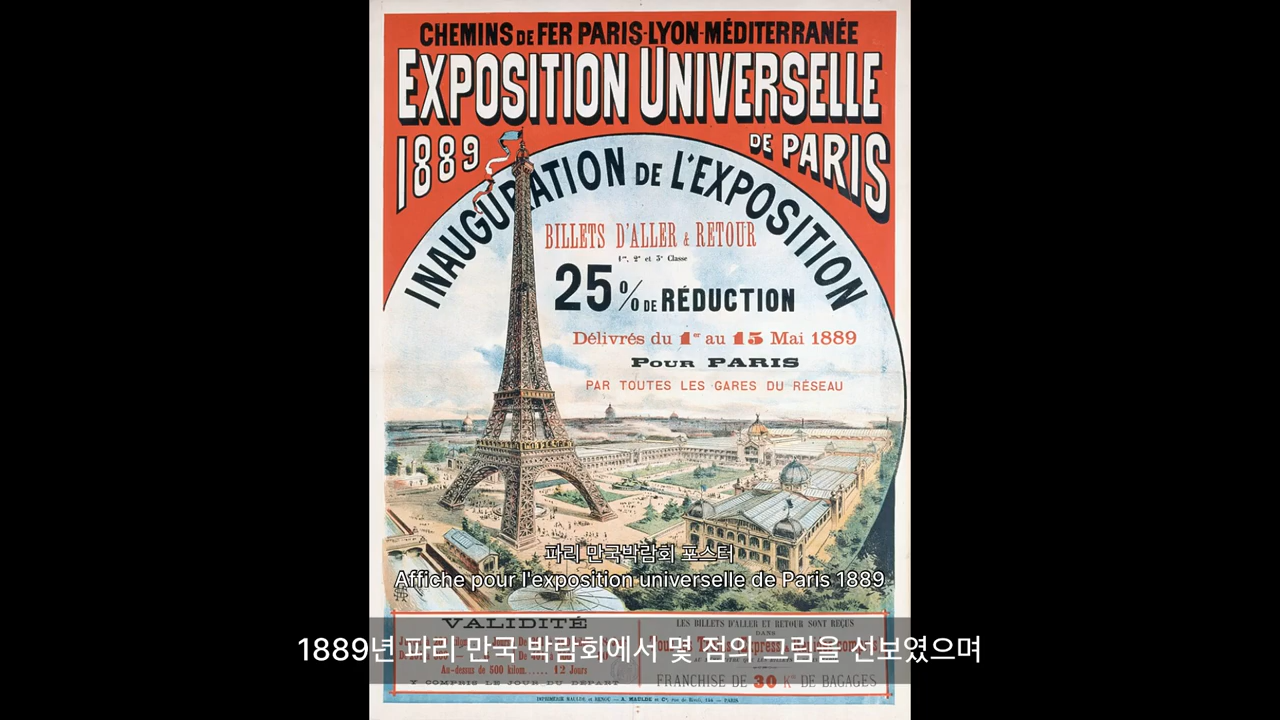 CHEMINS DE FER PARIS-LYON-MÉDITERRANÉE
EXPOSITION UNIVERSELLE
1889 DE PARIS
INAUGURATION DE L'EXPOSITION
BILLETS D'ALLER & RETOUR
1re, 2e et 3e Classe
25% DE RÉDUCTION
Délivrés du 1er au 15 Mai 1889
POUR PARIS
PAR TOUTES LES GARES DU RÉSEAU
파리 만국박람회 포스터
Affiche pour l'exposition universelle de Paris 1889
VALIDITÉ
Au-dessus de 500 kilom...... 12 Jours
Y COMPRIS LE JOUR DU DÉPART
LES BILLETS D'ALLER ET RETOUR SONT REÇUS
DANS
FRANCHISE DE 30 KOS DE BAGAGES
1889년 파리 만국 박람회에서 몇 점의 그림을 선보였으며